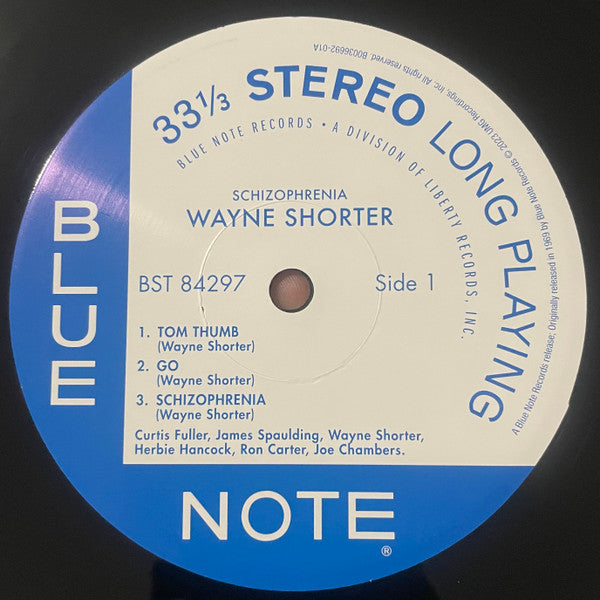 33⅓ STEREO LONG PLAYING
BLUE NOTE RECORDS • A DIVISION OF LIBERTY RECORDS, INC.
A Blue Note Records release; Originally released in 1969 by Blue Note Records © 2023 UMG Recordings, Inc. All rights reserved. B0036692-01A
SCHIZOPHRENIA
WAYNE SHORTER
BST 84297 Side 1
1. TOM THUMB
(Wayne Shorter)
2. GO
(Wayne Shorter)
3. SCHIZOPHRENIA
(Wayne Shorter)
Curtis Fuller, James Spaulding, Wayne Shorter,
Herbie Hancock, Ron Carter, Joe Chambers.
BLUE
NOTE®